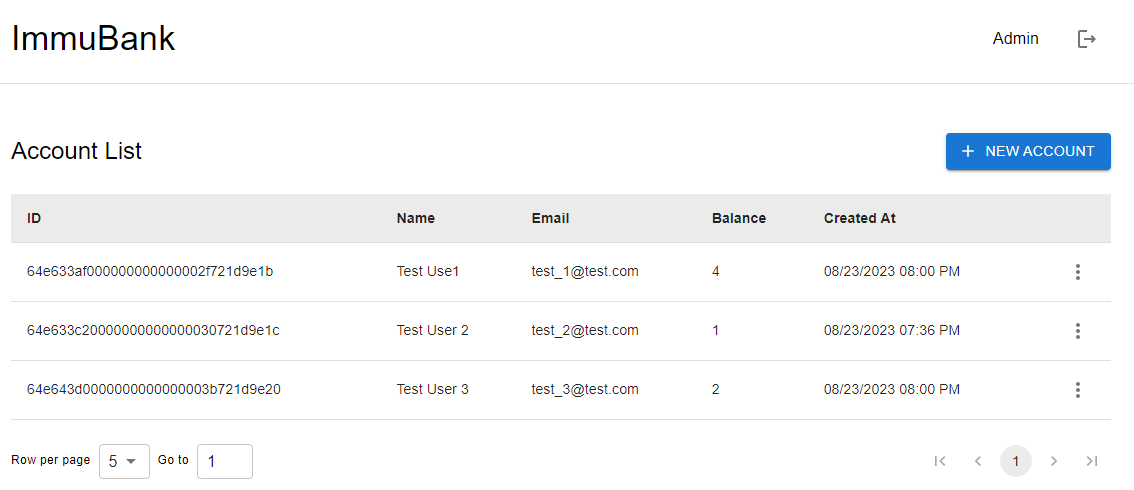 ImmuBank
Admin
Account List
+ NEW ACCOUNT
ID Name Email Balance Created At
64e633af000000000000002f721d9e1b Test Use1 test_1@test.com 4 08/23/2023 08:00 PM
64e633c20000000000000030721d9e1c Test User 2 test_2@test.com 1 08/23/2023 07:36 PM
64e643d0000000000000003b721d9e20 Test User 3 test_3@test.com 2 08/23/2023 08:00 PM
Row per page 5 Go to 1 1